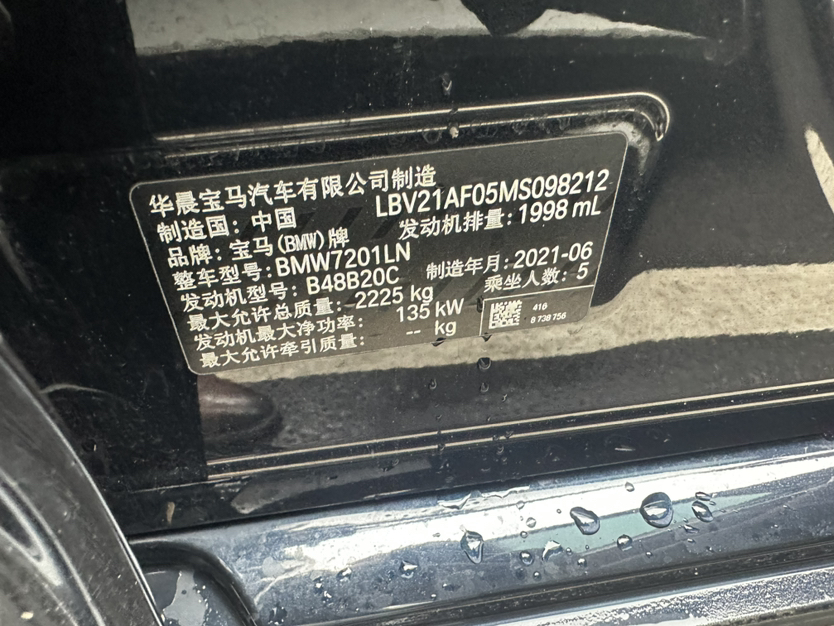 华晨宝马汽车有限公司制造
制造国: 中国 LBV21AF05MS098212
品牌: 宝马(BMW)牌 发动机排量: 1998 mL
整车型号: BMW7201LN
发动机型号: B48B20C 制造年月: 2021-06
最大允许总质量: 2225 kg 乘坐人数: 5
发动机最大净功率: 135 kW
最大允许牵引质量: -- kg
416
8 738 756